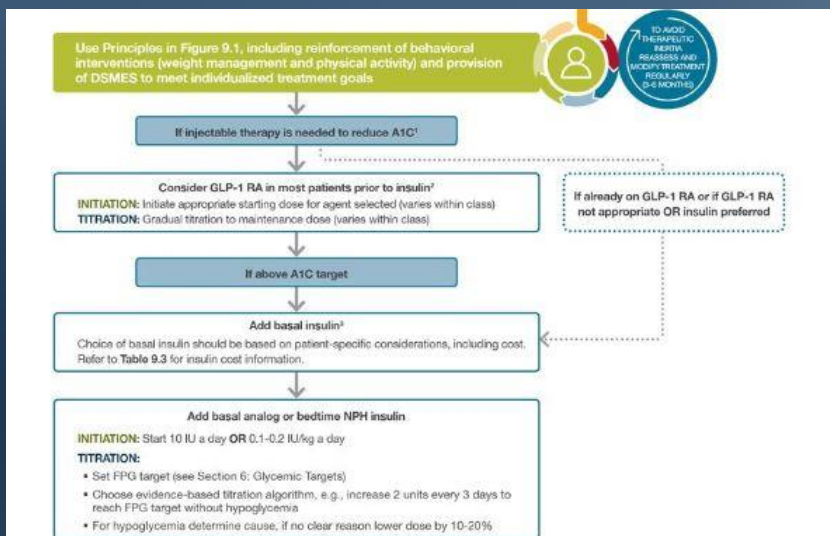 Use Principles in Figure 9.1, including reinforcement of behavioral
interventions (weight management and physical activity) and provision
of DSMES to meet individualized treatment goals
TO AVOID
THERAPEUTIC
INERTIA
REASSESS AND
MODIFY TREATMENT
REGULARLY
(3-6 MONTHS)
If injectable therapy is needed to reduce A1C¹
Consider GLP-1 RA in most patients prior to insulin²
INITIATION: Initiate appropriate starting dose for agent selected (varies within class)
TITRATION: Gradual titration to maintenance dose (varies within class)
If already on GLP-1 RA or if GLP-1 RA
not appropriate OR insulin preferred
If above A1C target
Add basal insulin³
Choice of basal insulin should be based on patient-specific considerations, including cost.
Refer to Table 9.3 for insulin cost information.
Add basal analog or bedtime NPH insulin
INITIATION: Start 10 IU a day OR 0.1-0.2 IU/kg a day
TITRATION:
▪ Set FPG target (see Section 6: Glycemic Targets)
▪ Choose evidence-based titration algorithm, e.g., increase 2 units every 3 days to
reach FPG target without hypoglycemia
▪ For hypoglycemia determine cause, if no clear reason lower dose by 10-20%